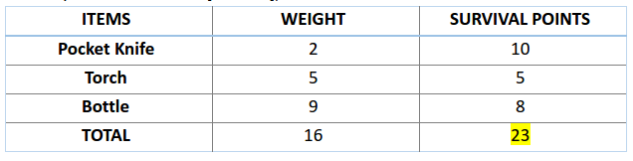 ITEMS WEIGHT SURVIVAL POINTS
Pocket Knife 2 10
Torch 5 5
Bottle 9 8
TOTAL 16 23